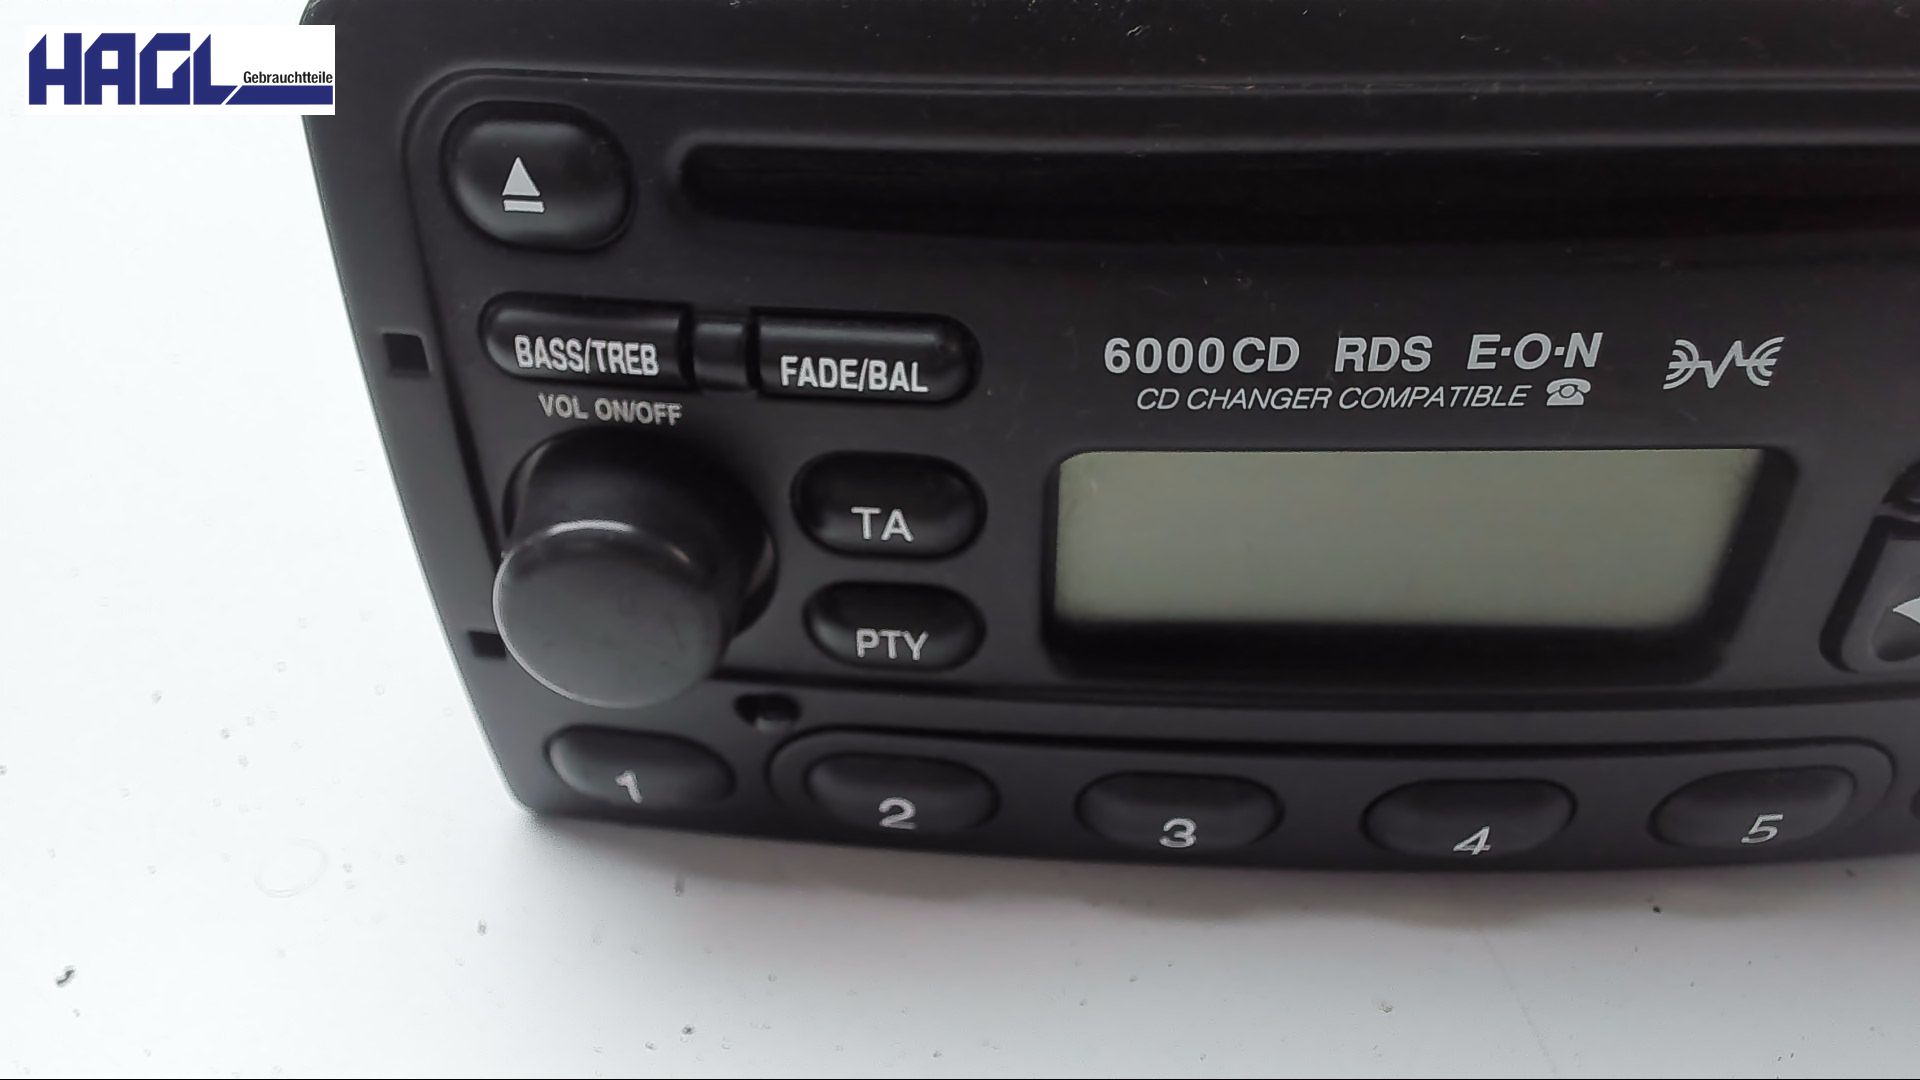 HAGL Gebrauchtteile
BASS/TREB
FADE/BAL
VOL ON/OFF
6000CD RDS E·O·N
CD CHANGER COMPATIBLE
TA
PTY
1
2
3
4
5